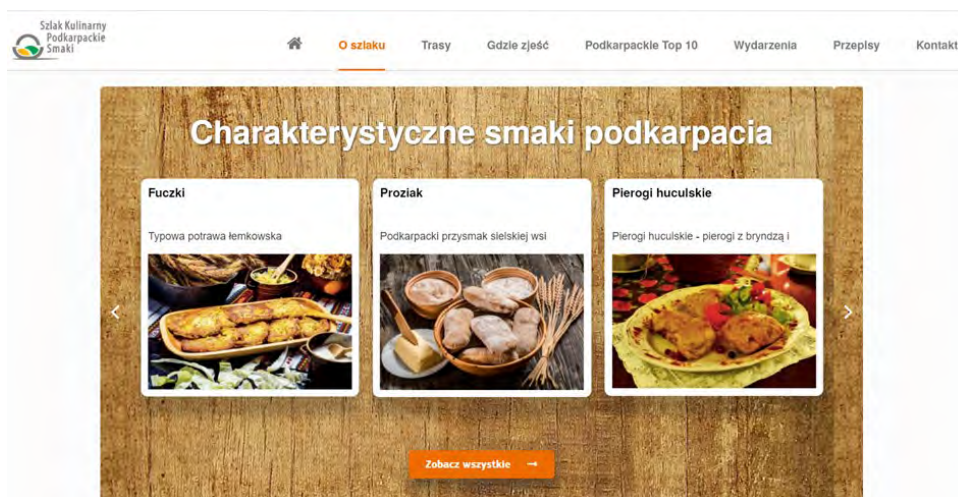 Szlak Kulinarny
Podkarpackie
Smaki
O szlaku Trasy Gdzie zjeść Podkarpackie Top 10 Wydarzenia Przepisy Kontakt
Charakterystyczne smaki podkarpacia
Fuczki
Typowa potrawa łemkowska
Proziak
Podkarpacki przysmak sielskiej wsi
Pierogi huculskie
Pierogi huculskie - pierogi z bryndzą i
Zobacz wszystkie →